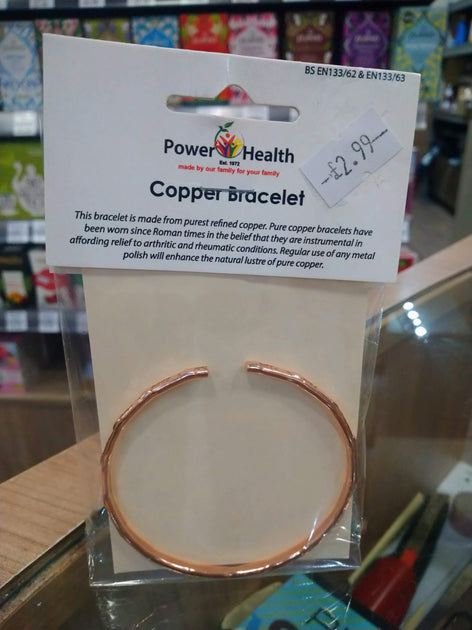 BS EN133/62 & EN133/63
Power Health
Est. 1972
made by our family for your family
-£2.99-
Copper Bracelet
This bracelet is made from purest refined copper. Pure copper bracelets have
been worn since Roman times in the belief that they are instrumental in
affording relief to arthritic and rheumatic conditions. Regular use of any metal
polish will enhance the natural lustre of pure copper.